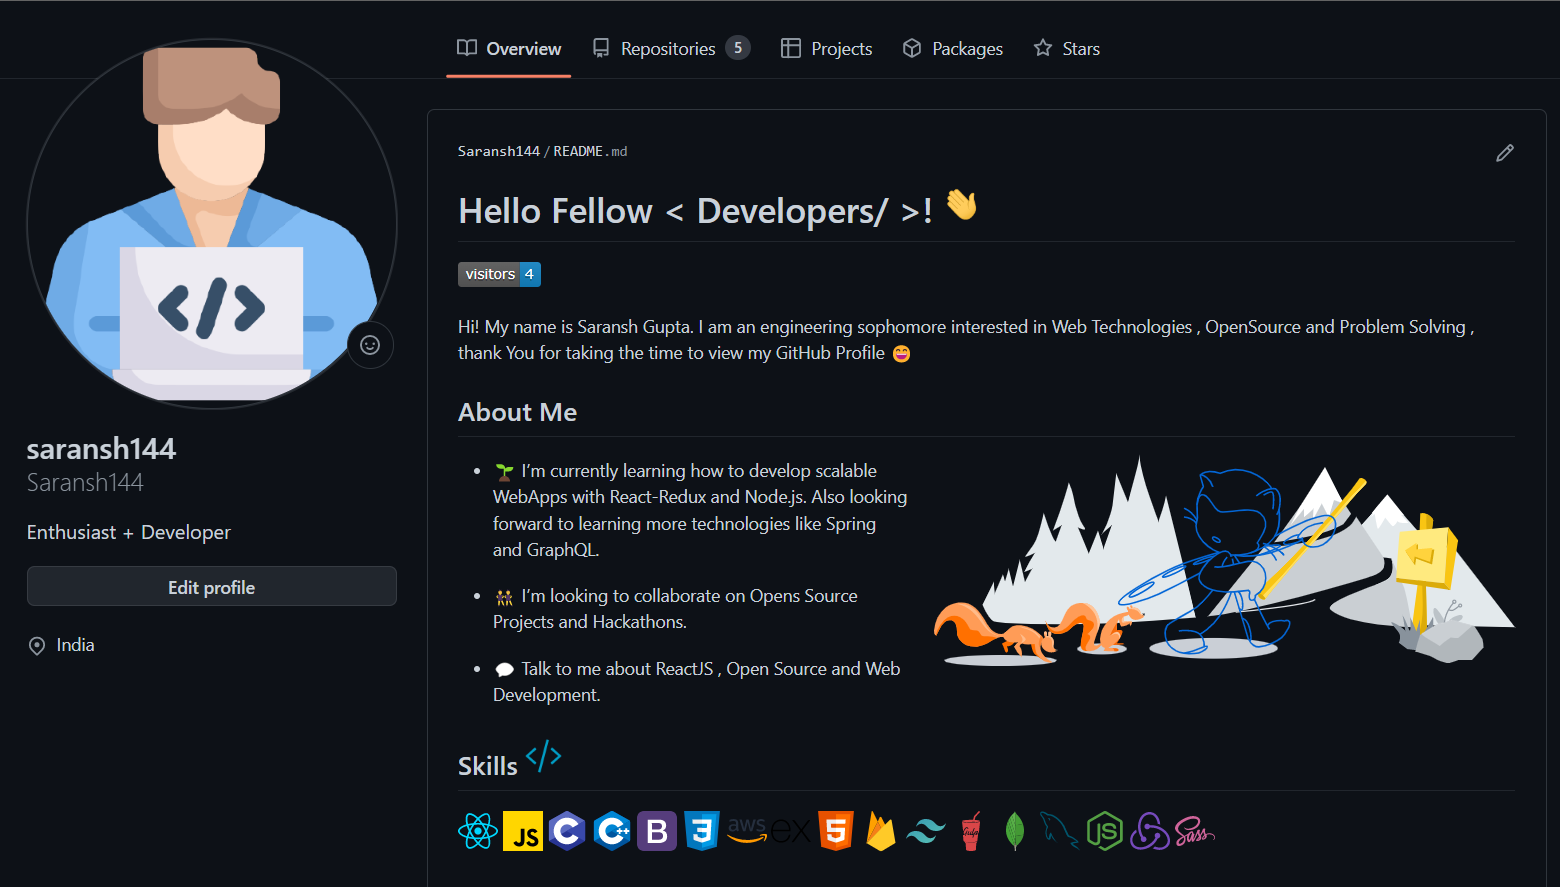 Overview Repositories 5 Projects Packages Stars
Saransh144/README.md
Hello Fellow < Developers/ >! 👋
visitors 4
Hi! My name is Saransh Gupta. I am an engineering sophomore interested in Web Technologies , OpenSource and Problem Solving ,
thank You for taking the time to view my GitHub Profile 😄
About Me
• 🌱 I’m currently learning how to develop scalable
WebApps with React-Redux and Node.js. Also looking
forward to learning more technologies like Spring
and GraphQL.
• 👯 I’m looking to collaborate on Opens Source
Projects and Hackathons.
• 💬 Talk to me about ReactJS , Open Source and Web
Development.
Skills </>
JS C C++ B 3 aws ex 5 Gulp JS Sass
</>
saransh144
Saransh144
Enthusiast + Developer
Edit profile
India